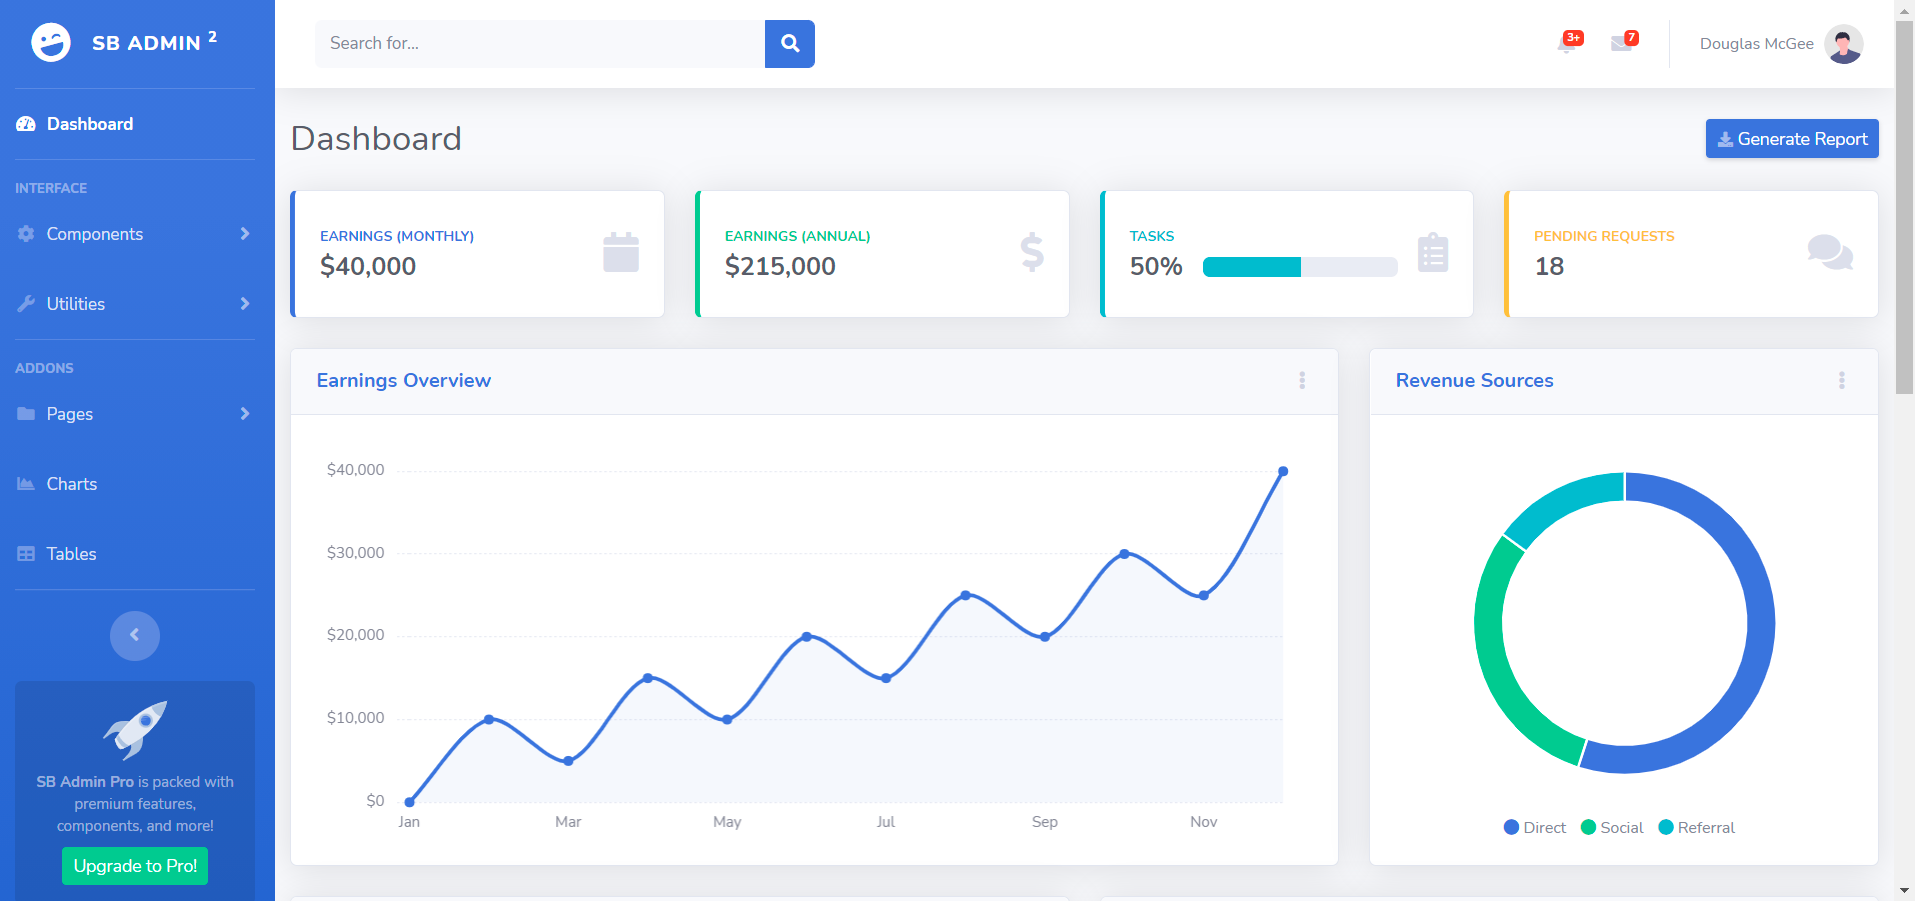 SB ADMIN 2
Search for...
3+
7
Douglas McGee
Dashboard
INTERFACE
Components
Utilities
ADDONS
Pages
Charts
Tables
SB Admin Pro is packed with
premium features,
components, and more!
Upgrade to Pro!
Dashboard
Generate Report
EARNINGS (MONTHLY)
$40,000
EARNINGS (ANNUAL)
$215,000
TASKS
50%
PENDING REQUESTS
18
Earnings Overview
$40,000
$30,000
$20,000
$10,000
$0
Jan Mar May Jul Sep Nov
Revenue Sources
Direct Social Referral